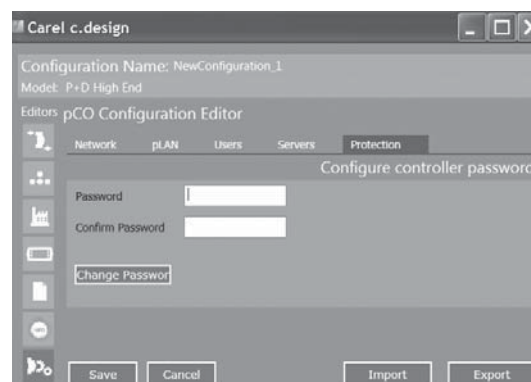 Carel c.design
Configuration Name: NewConfiguration_1
Model: P+D High End
Editors pCO Configuration Editor
Network pLAN Users Servers Protection
Configure controller password
Password
Confirm Password
Change Passwor
Save Cancel Import Export